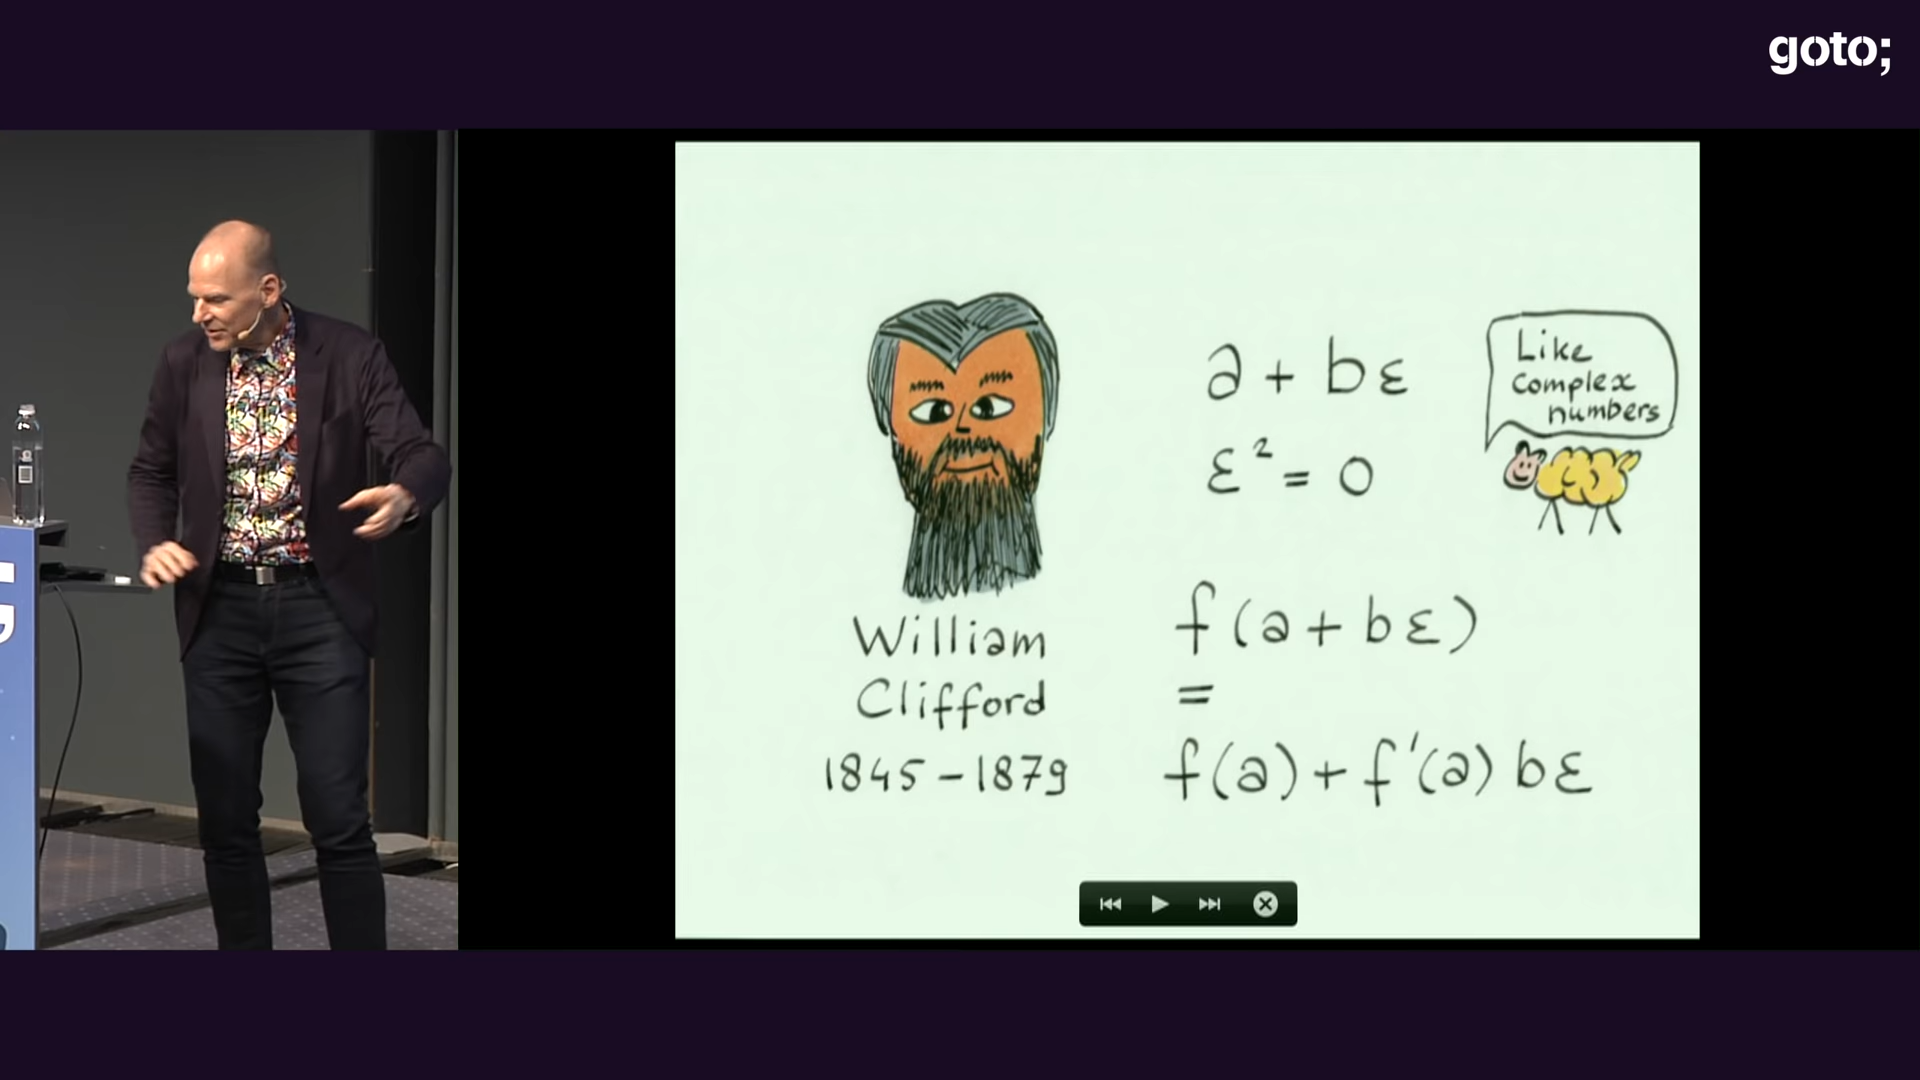 goto;
a + bε
ε² = 0
Like
complex
numbers
William
Clifford
1845 – 1879
f(a + bε)
=
f(a) + f'(a) bε